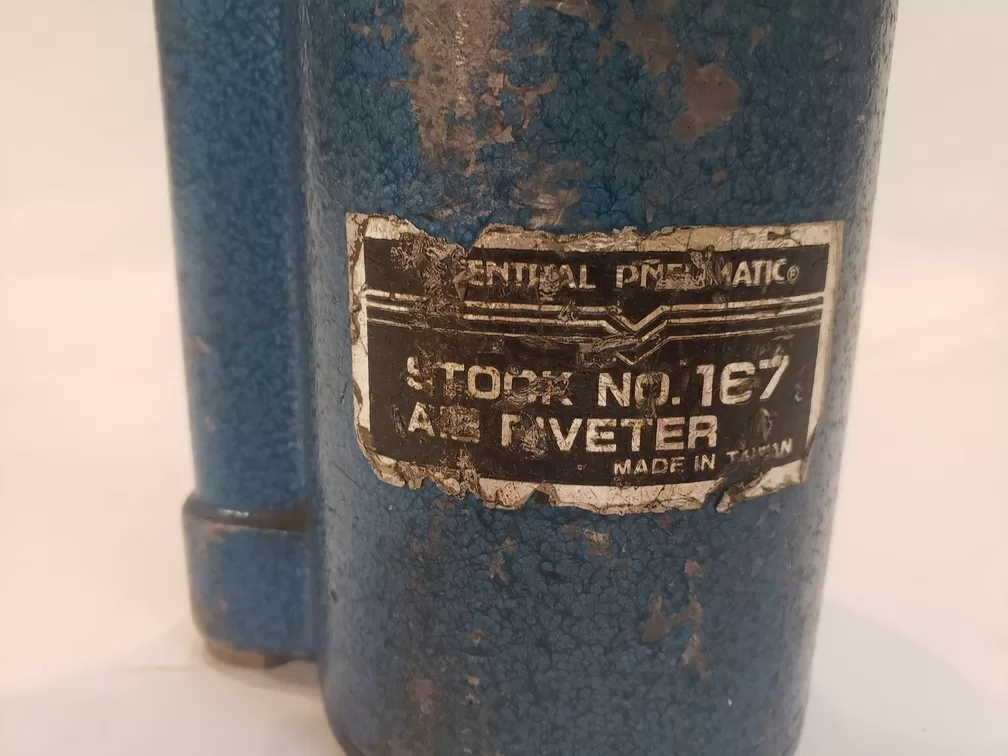 CENTRAL PNEUMATIC®
STOCK NO. 167
AIR RIVETER
MADE IN TAIWAN